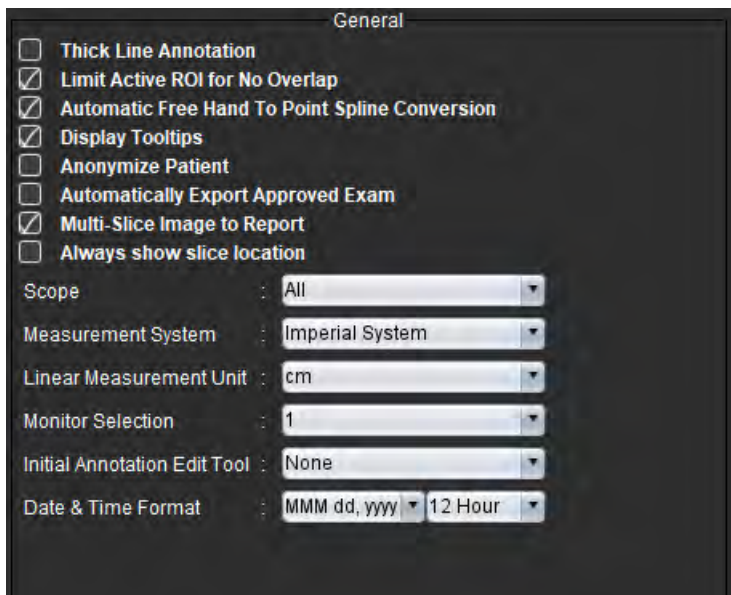 General
Thick Line Annotation
Limit Active ROI for No Overlap
Automatic Free Hand To Point Spline Conversion
Display Tooltips
Anonymize Patient
Automatically Export Approved Exam
Multi-Slice Image to Report
Always show slice location
Scope : All
Measurement System : Imperial System
Linear Measurement Unit : cm
Monitor Selection : 1
Initial Annotation Edit Tool : None
Date & Time Format : MMM dd, yyyy 12 Hour